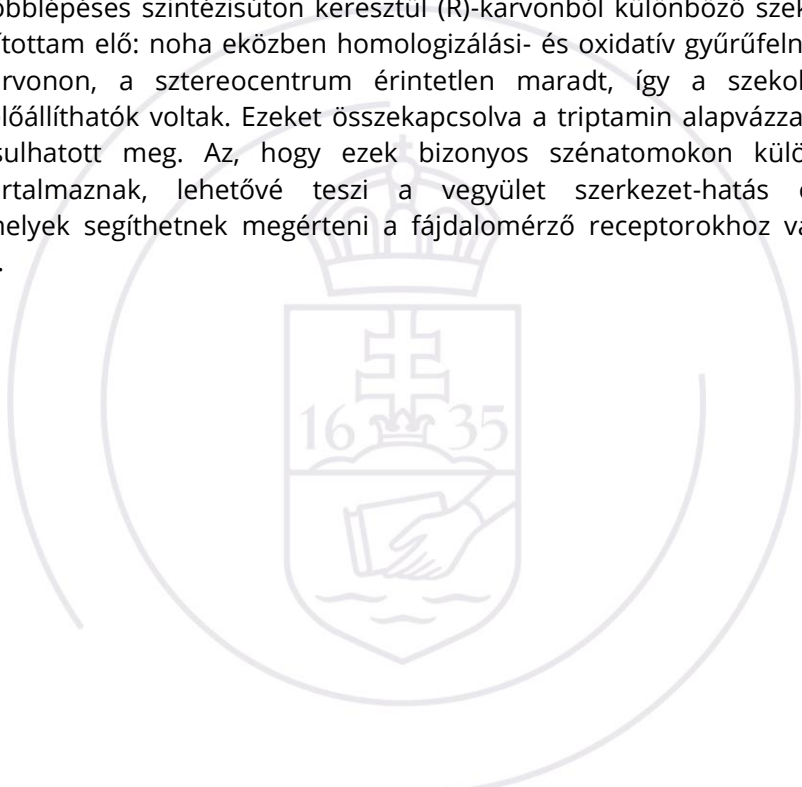 öbblépéses szintézisúton keresztül (R)-karvonból különböző szek
ítottam elő: noha eközben homologizálási- és oxidatív gyűrűfeln
rvonon, a sztereocentrum érintetlen maradt, így a szekol
lőállíthatók voltak. Ezeket összekapcsolva a triptamin alapvázza
sulhatott meg. Az, hogy ezek bizonyos szénatomokon külö
rtalmaznak, lehetővé teszi a vegyület szerkezet-hatás
nelyek segíthetnek megérteni a fájdalomérző receptorokhoz va
.
16 35